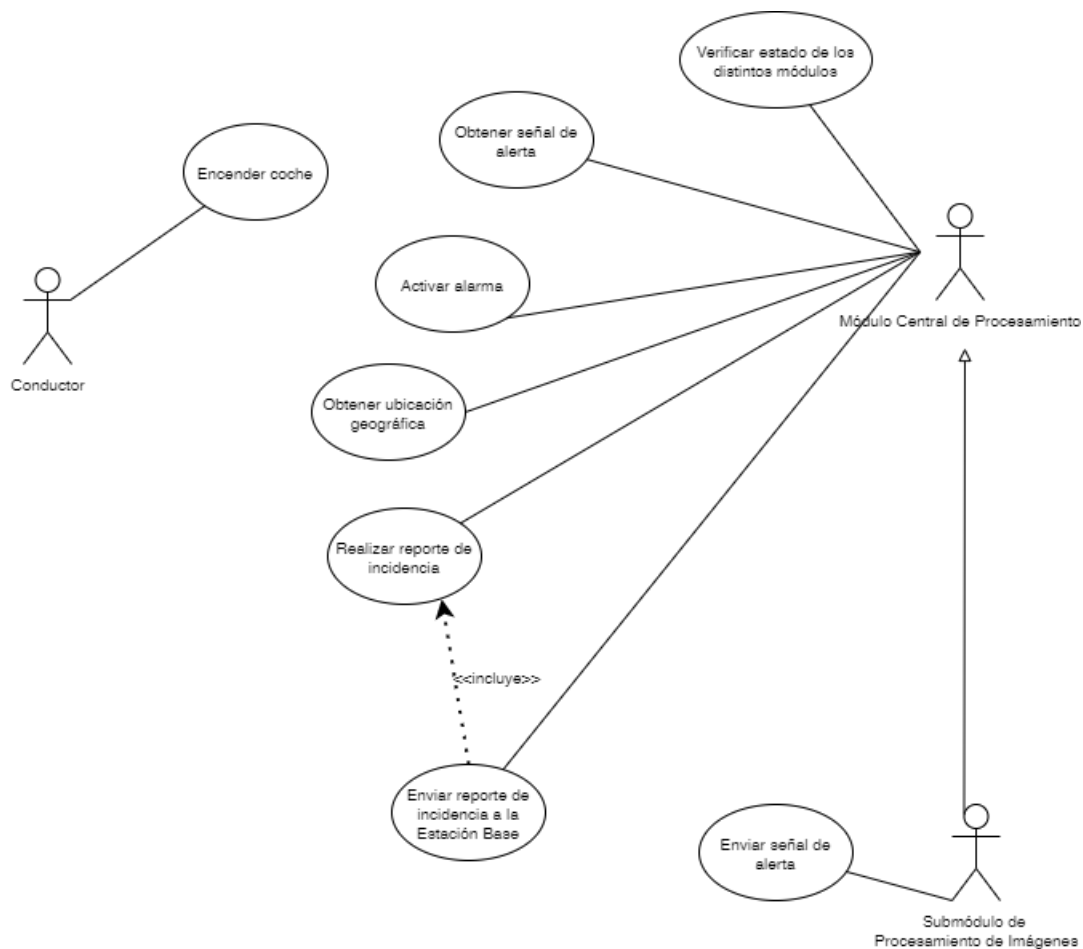 Verificar estado de los
distintos módulos
Obtener señal de
alerta
Encender coche
Activar alarma
Módulo Central de Procesamiento
Conductor
Obtener ubicación
geográfica
Realizar reporte de
incidencia
<<incluye>>
Enviar reporte de
incidencia a la
Estación Base
Enviar señal de
alerta
Submódulo de
Procesamiento de Imágenes